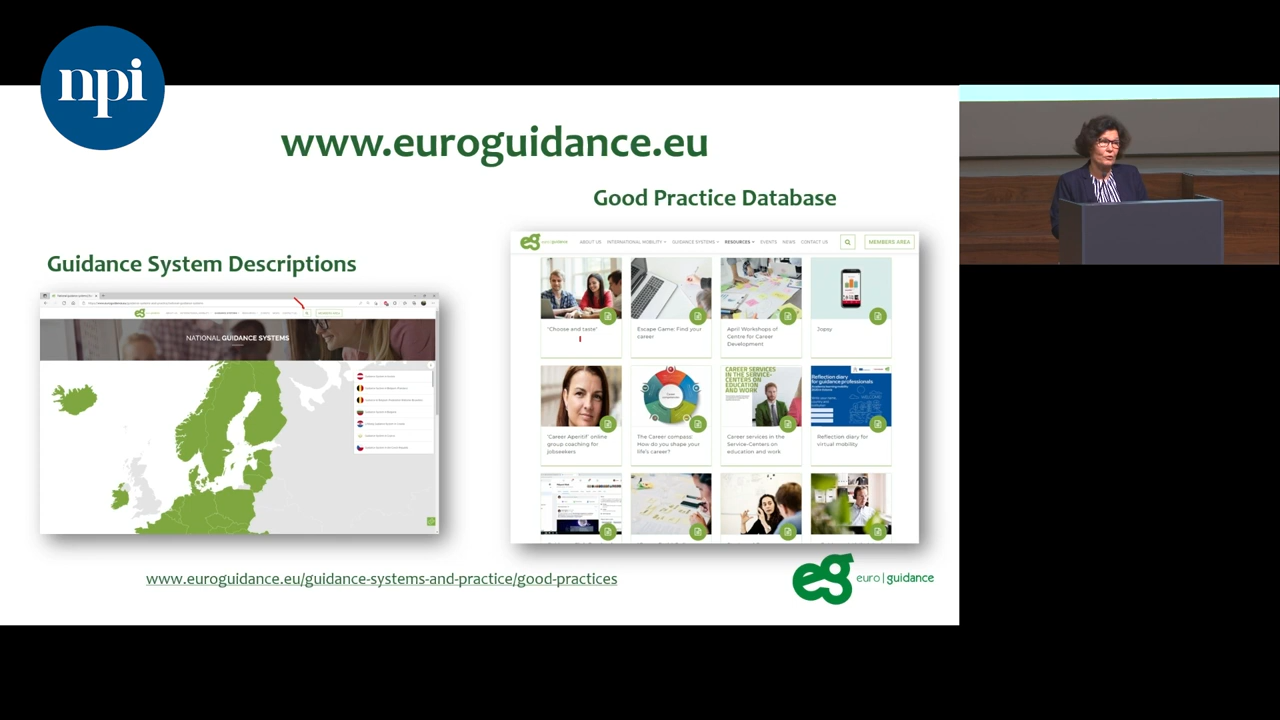 npi
www.euroguidance.eu
Good Practice Database
Guidance System Descriptions
NATIONAL GUIDANCE SYSTEMS
eg euro|guidance
ABOUT US INTERNATIONAL MOBILITY GUIDANCE SYSTEMS RESOURCES EVENTS NEWS CONTACT US MEMBERS AREA
"Choose and taste"
Escape Game: Find your
career
April Workshops of
Centre for Career
Development
Jopsy
CAREER SERVICES
IN THE SERVICE-
CENTERS ON
EDUCATION
AND WORK
Reflection diary
for guidance professionals
'Career Aperitif' online
group coaching for
jobseekers
The Career compass:
How do you shape your
life's career?
Career services in the
Service-Centers on
education and work
Reflection diary for
virtual mobility
www.euroguidance.eu/guidance-systems-and-practice/good-practices
eg euro|guidance